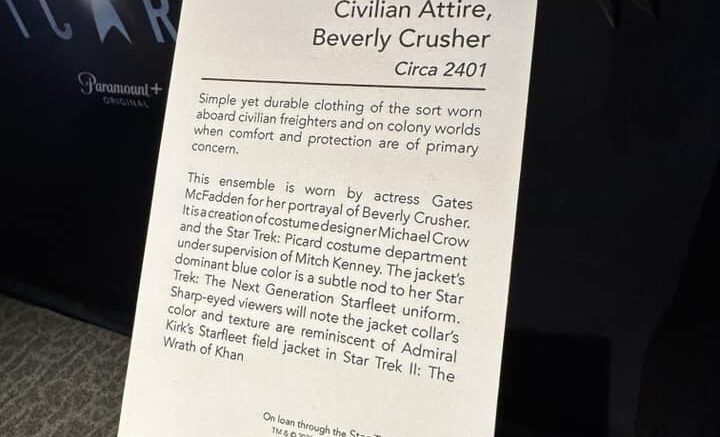 Paramount+
ORIGINAL
Civilian Attire,
Beverly Crusher
Circa 2401
Simple yet durable clothing of the sort worn
aboard civilian freighters and on colony worlds
when comfort and protection are of primary
concern.
This ensemble is worn by actress Gates
McFadden for her portrayal of Beverly Crusher.
It is a creation of costume designer Michael Crow
and the Star Trek: Picard costume department
under supervision of Mitch Kenney. The jacket's
dominant blue color is a subtle nod to her Star
Trek: The Next Generation Starfleet uniform.
Sharp-eyed viewers will note the jacket collar's
color and texture are reminiscent of Admiral
Kirk's Starfleet field jacket in Star Trek II: The
Wrath of Khan
On loan through the